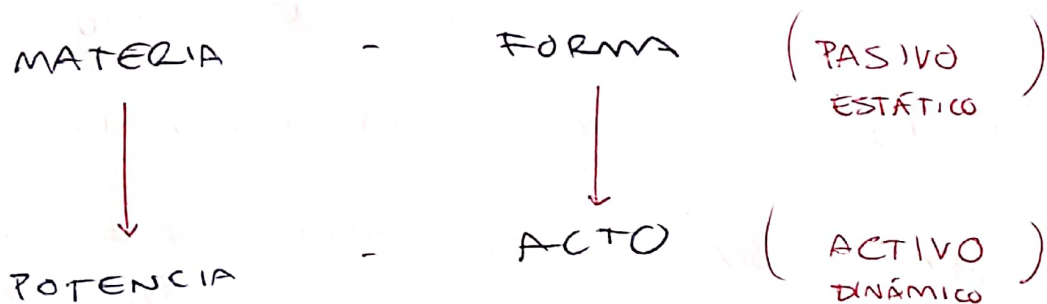 MATERIA - FORMA (PASIVO)
ESTÁTICO
POTENCIA - ACTO (ACTIVO)
DINÁMICO